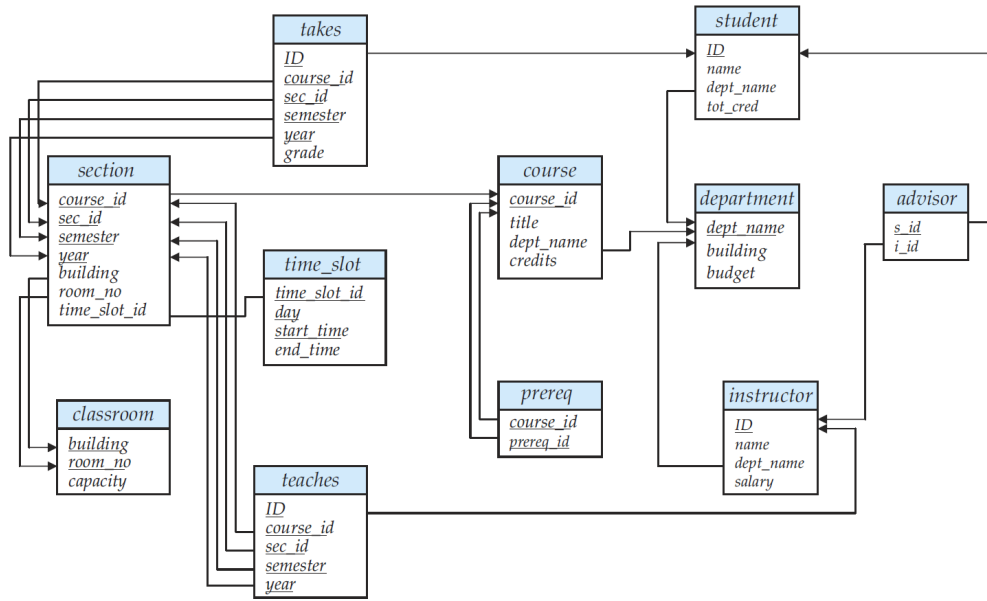 takes
ID
course_id
sec_id
semester
year
grade
student
ID
name
dept_name
tot_cred
section
course_id
sec_id
semester
year
building
room_no
time_slot_id
course
course_id
title
dept_name
credits
department
dept_name
building
budget
advisor
s_id
i_id
time_slot
time_slot_id
day
start_time
end_time
classroom
building
room_no
capacity
prereq
course_id
prereq_id
instructor
ID
name
dept_name
salary
teaches
ID
course_id
sec_id
semester
year